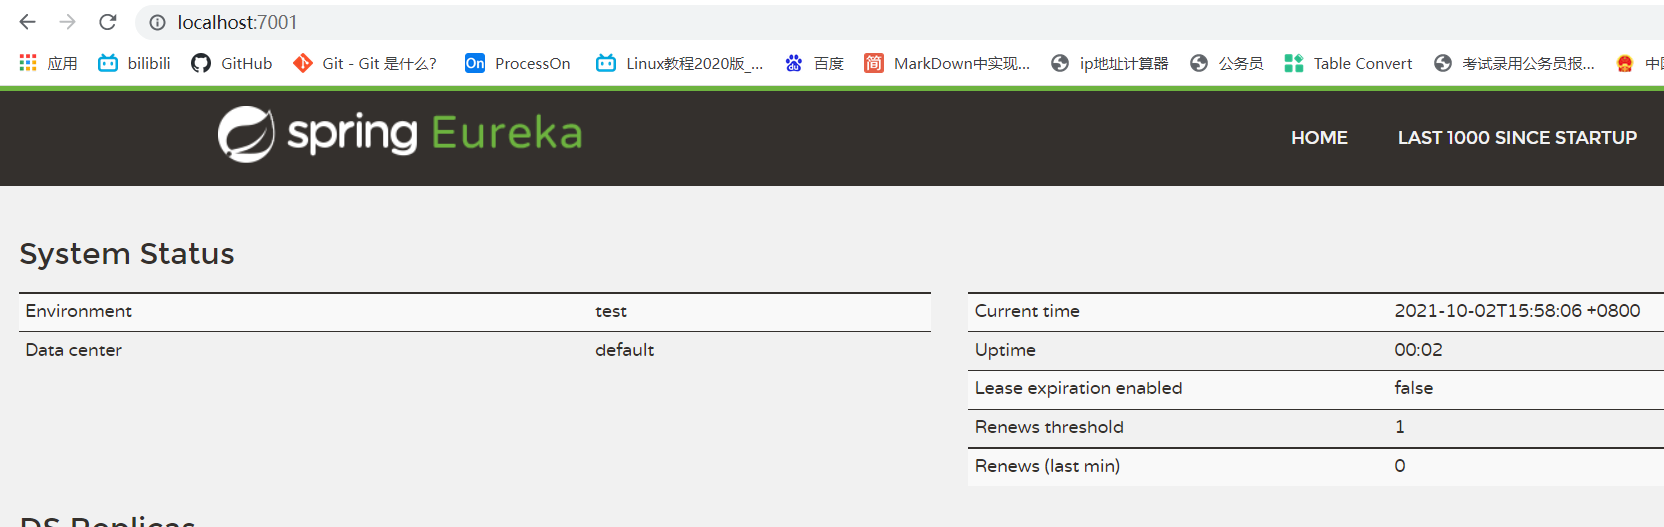 localhost:7001
应用 bilibili GitHub Git - Git 是什么? On ProcessOn Linux教程2020版_... 百度 简 MarkDown中实现... ip地址计算器 公务员 Table Convert 考试录用公务员报... 中国
spring Eureka HOME LAST 1000 SINCE STARTUP
System Status
Environment test Current time 2021-10-02T15:58:06 +0800
Data center default Uptime 00:02
Lease expiration enabled false
Renews threshold 1
Renews (last min) 0
DS Replicas